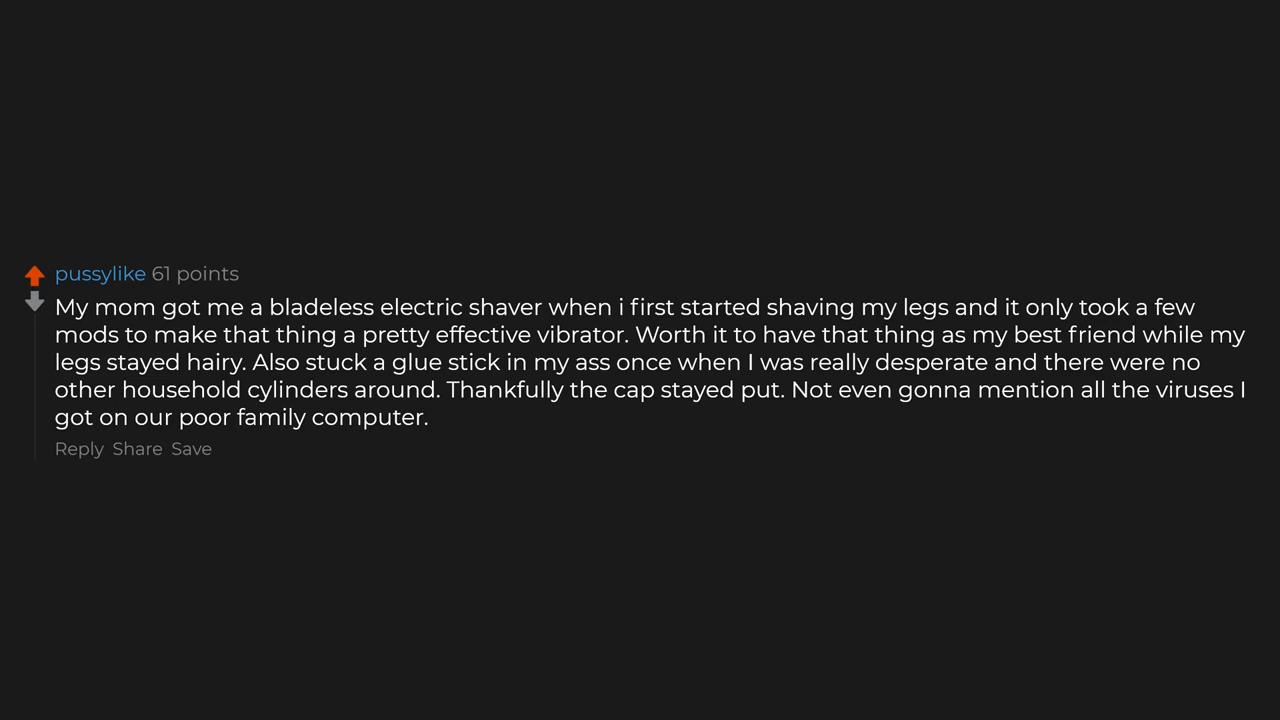 pussylike 61 points
My mom got me a bladeless electric shaver when i first started shaving my legs and it only took a few
mods to make that thing a pretty effective vibrator. Worth it to have that thing as my best friend while my
legs stayed hairy. Also stuck a glue stick in my ass once when I was really desperate and there were no
other household cylinders around. Thankfully the cap stayed put. Not even gonna mention all the viruses I
got on our poor family computer.
Reply Share Save